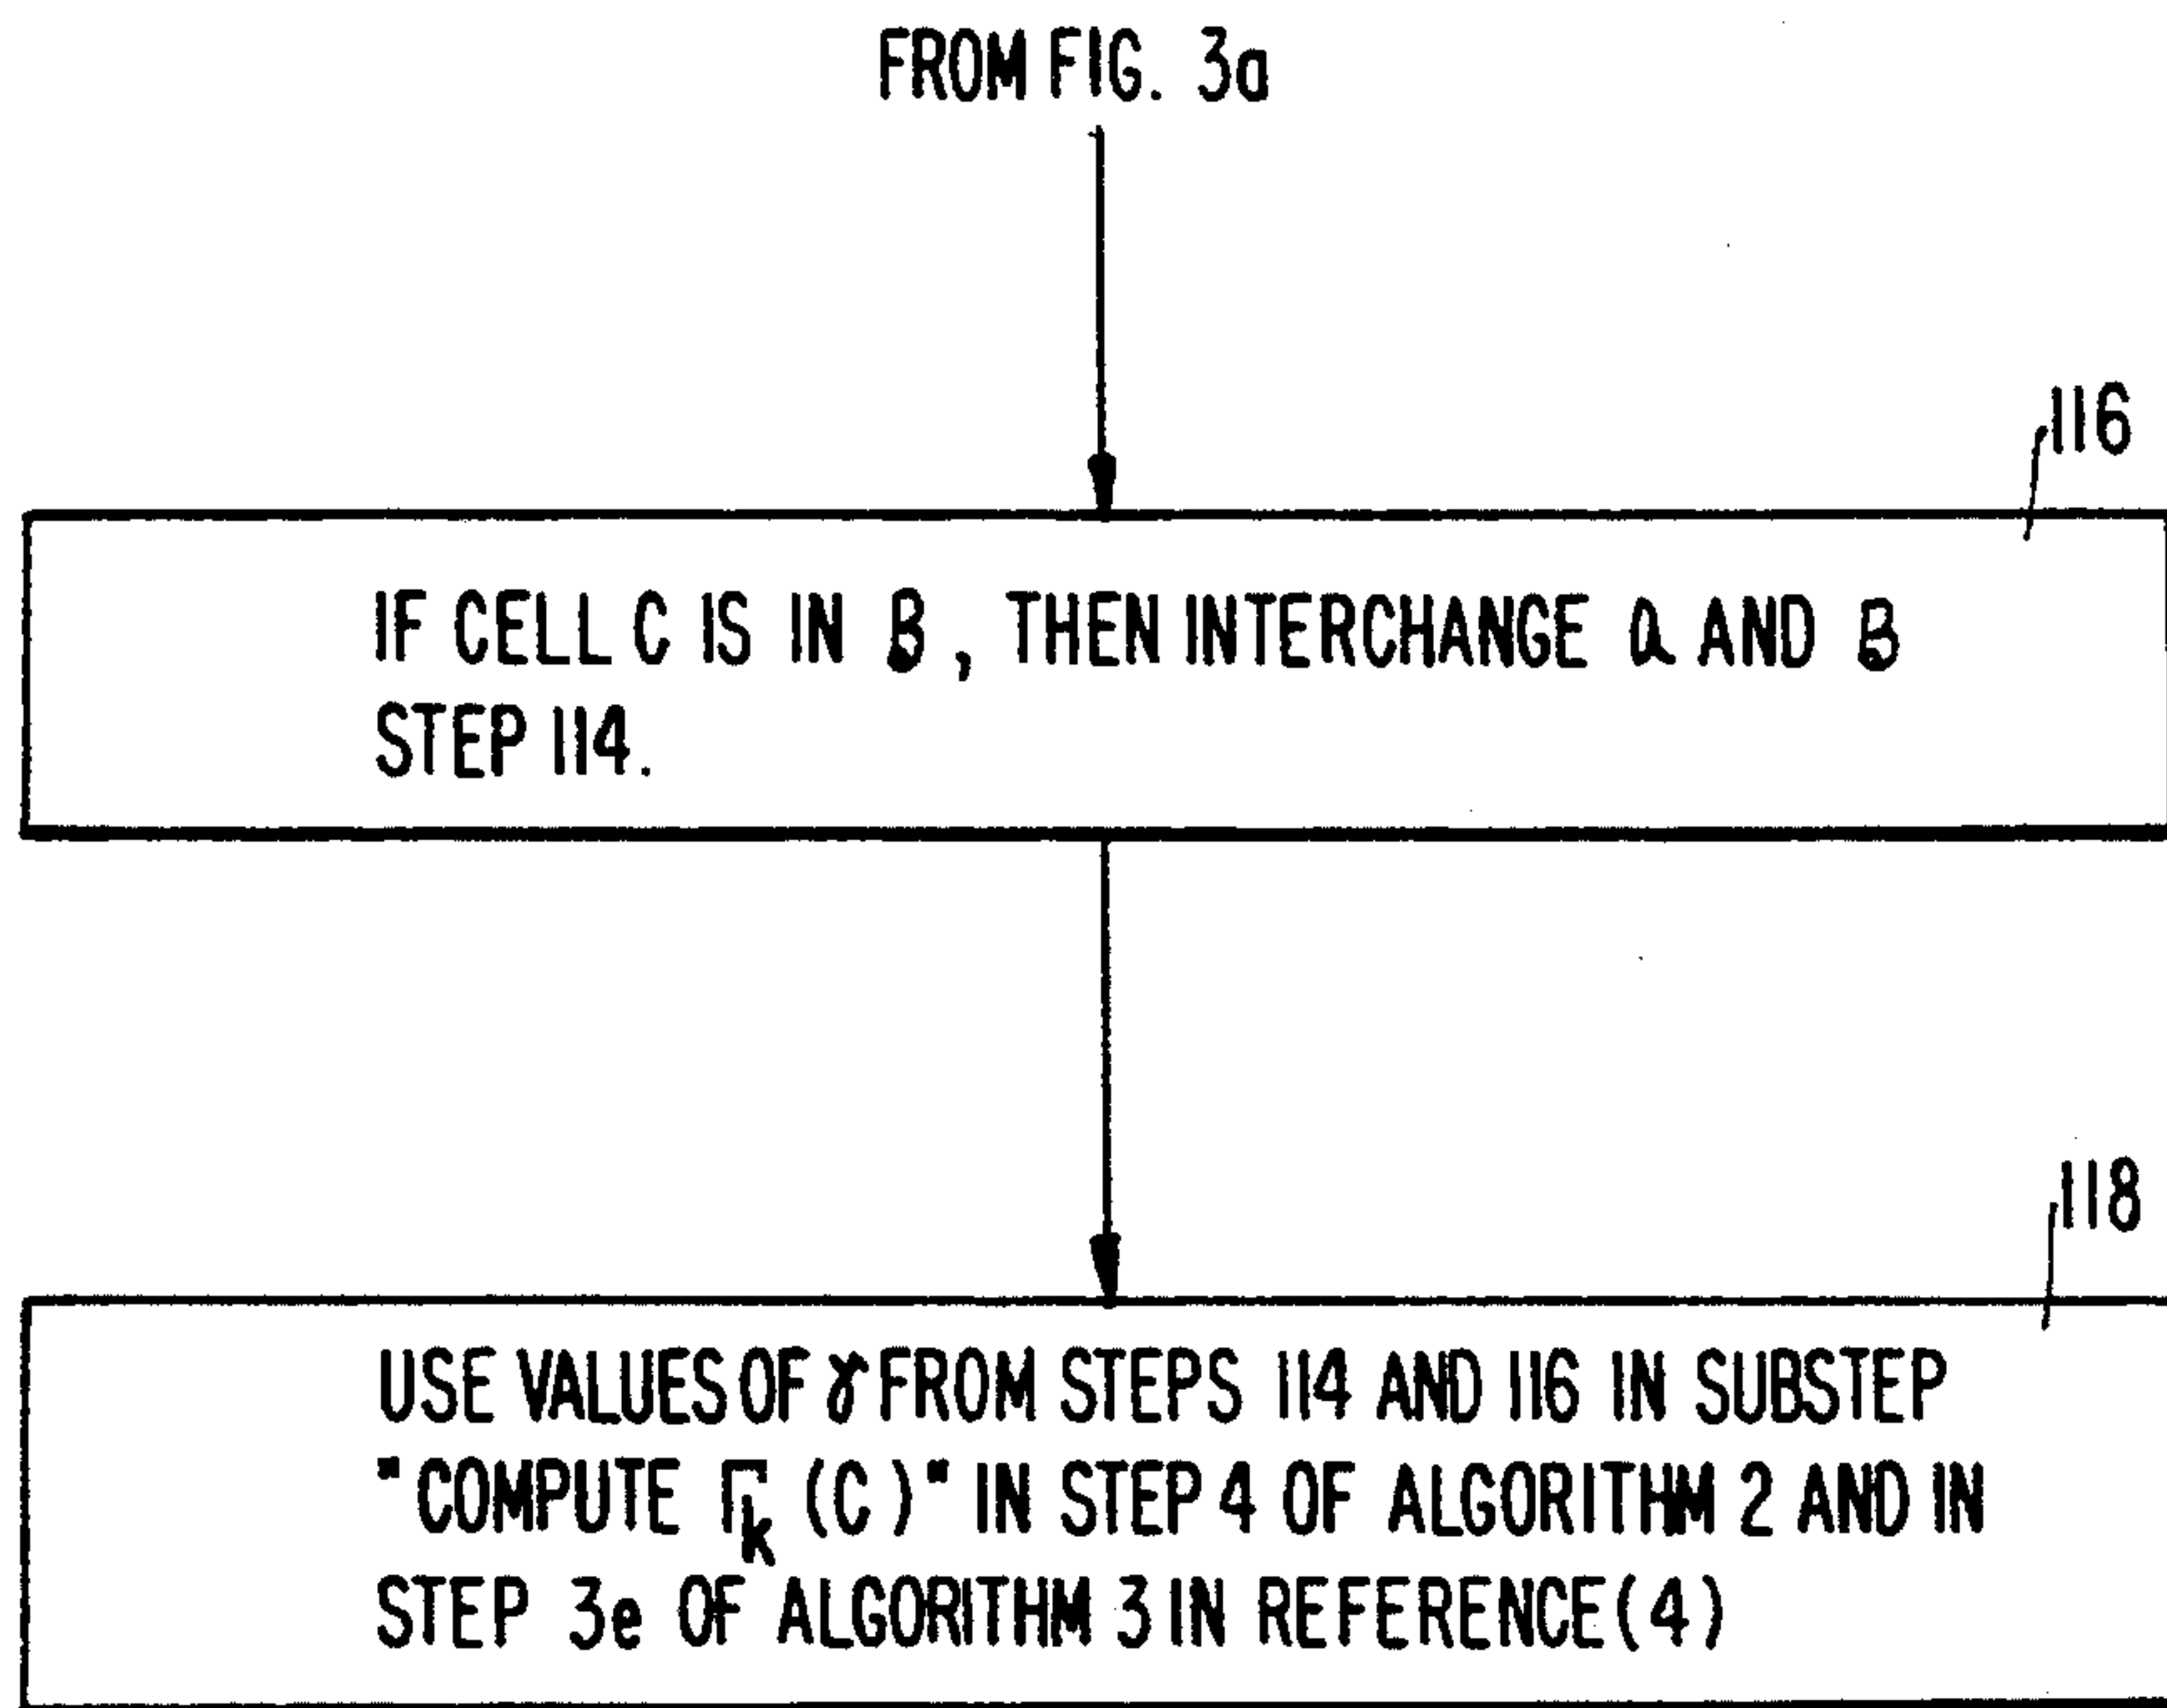 FROM FIG. 3a
116
IF CELL C IS IN B, THEN INTERCHANGE a AND B
STEP 114.
118
USE VALUES OF γ FROM STEPS 114 AND 116 IN SUBSTEP
"COMPUTE Γk (C)" IN STEP 4 OF ALGORITHM 2 AND IN
STEP 3e OF ALGORITHM 3 IN REFERENCE (4)